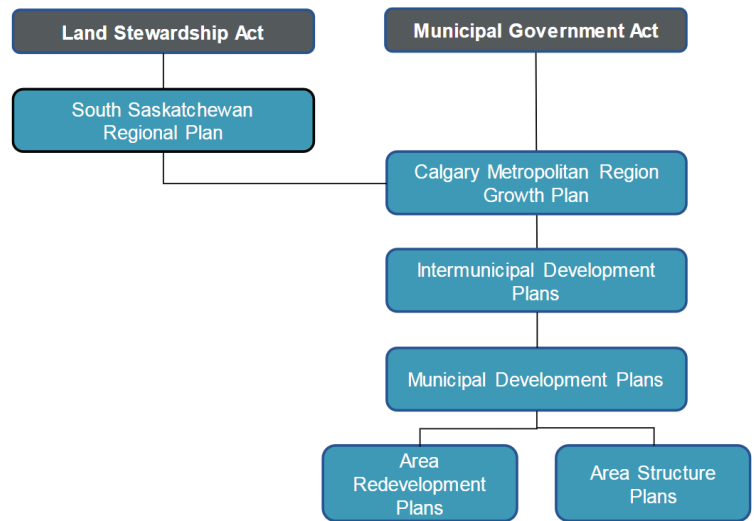 Land Stewardship Act
Municipal Government Act
South Saskatchewan
Regional Plan
Calgary Metropolitan Region
Growth Plan
Intermunicipal Development
Plans
Municipal Development Plans
Area
Redevelopment
Plans
Area Structure
Plans